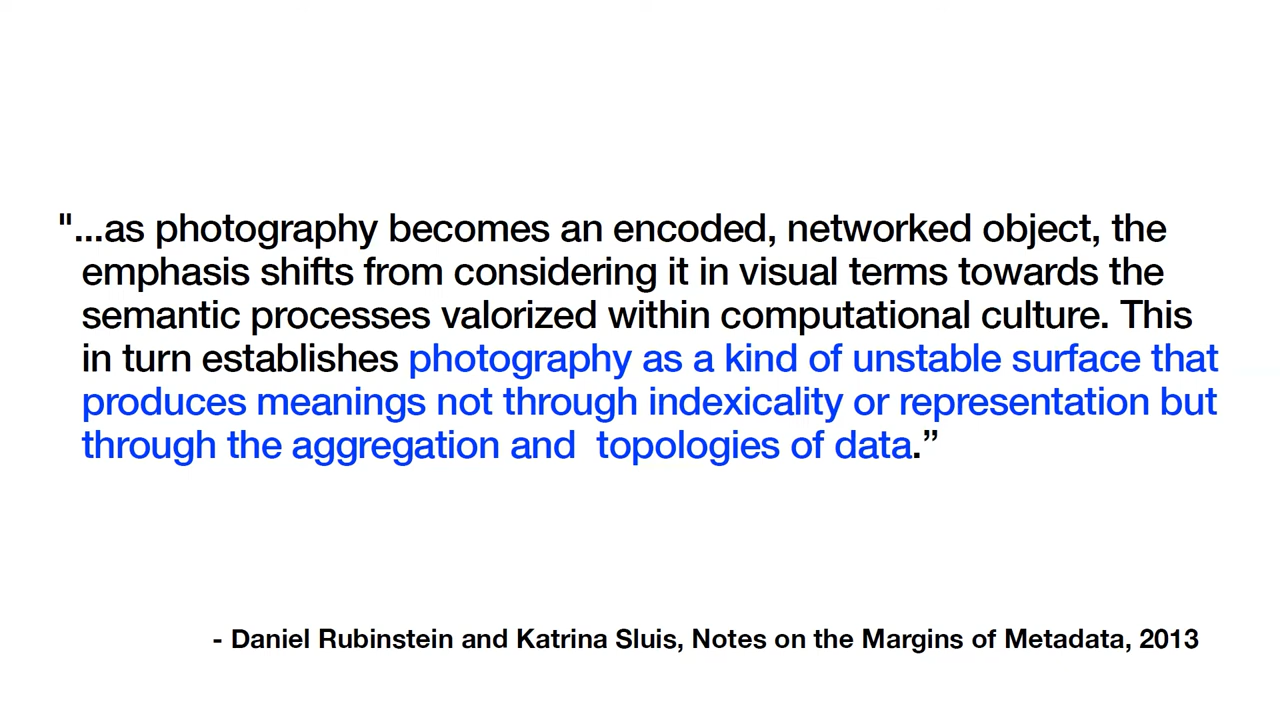 "...as photography becomes an encoded, networked object, the
emphasis shifts from considering it in visual terms towards the
semantic processes valorized within computational culture. This
in turn establishes photography as a kind of unstable surface that
produces meanings not through indexicality or representation but
through the aggregation and  topologies of data.”
- Daniel Rubinstein and Katrina Sluis, Notes on the Margins of Metadata, 2013